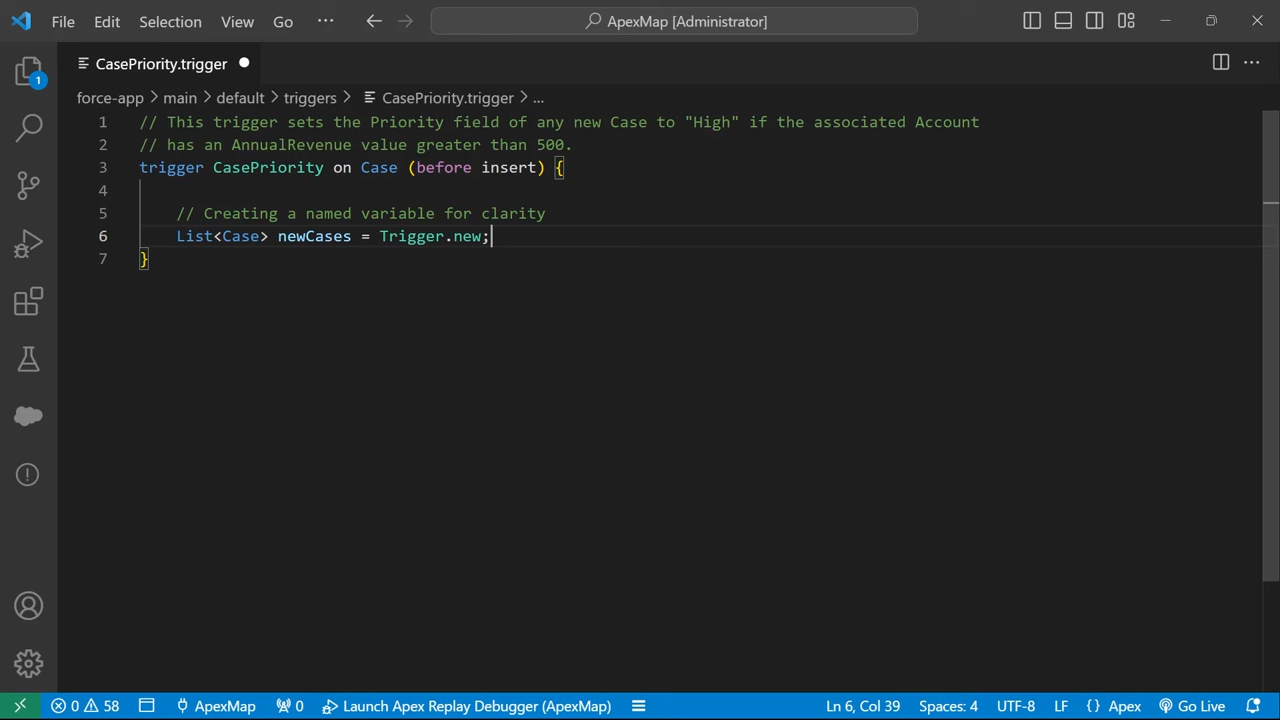 File Edit Selection View Go ··· ApexMap [Administrator]
CasePriority.trigger
1
force-app > main > default > triggers > CasePriority.trigger > ...
1 // This trigger sets the Priority field of any new Case to "High" if the associated Account
2 // has an AnnualRevenue value greater than 500.
3 trigger CasePriority on Case (before insert) {
4
5 // Creating a named variable for clarity
6 List<Case> newCases = Trigger.new;
7 }
0 58 ApexMap 0 Launch Apex Replay Debugger (ApexMap) Ln 6, Col 39 Spaces: 4 UTF-8 LF { } Apex Go Live